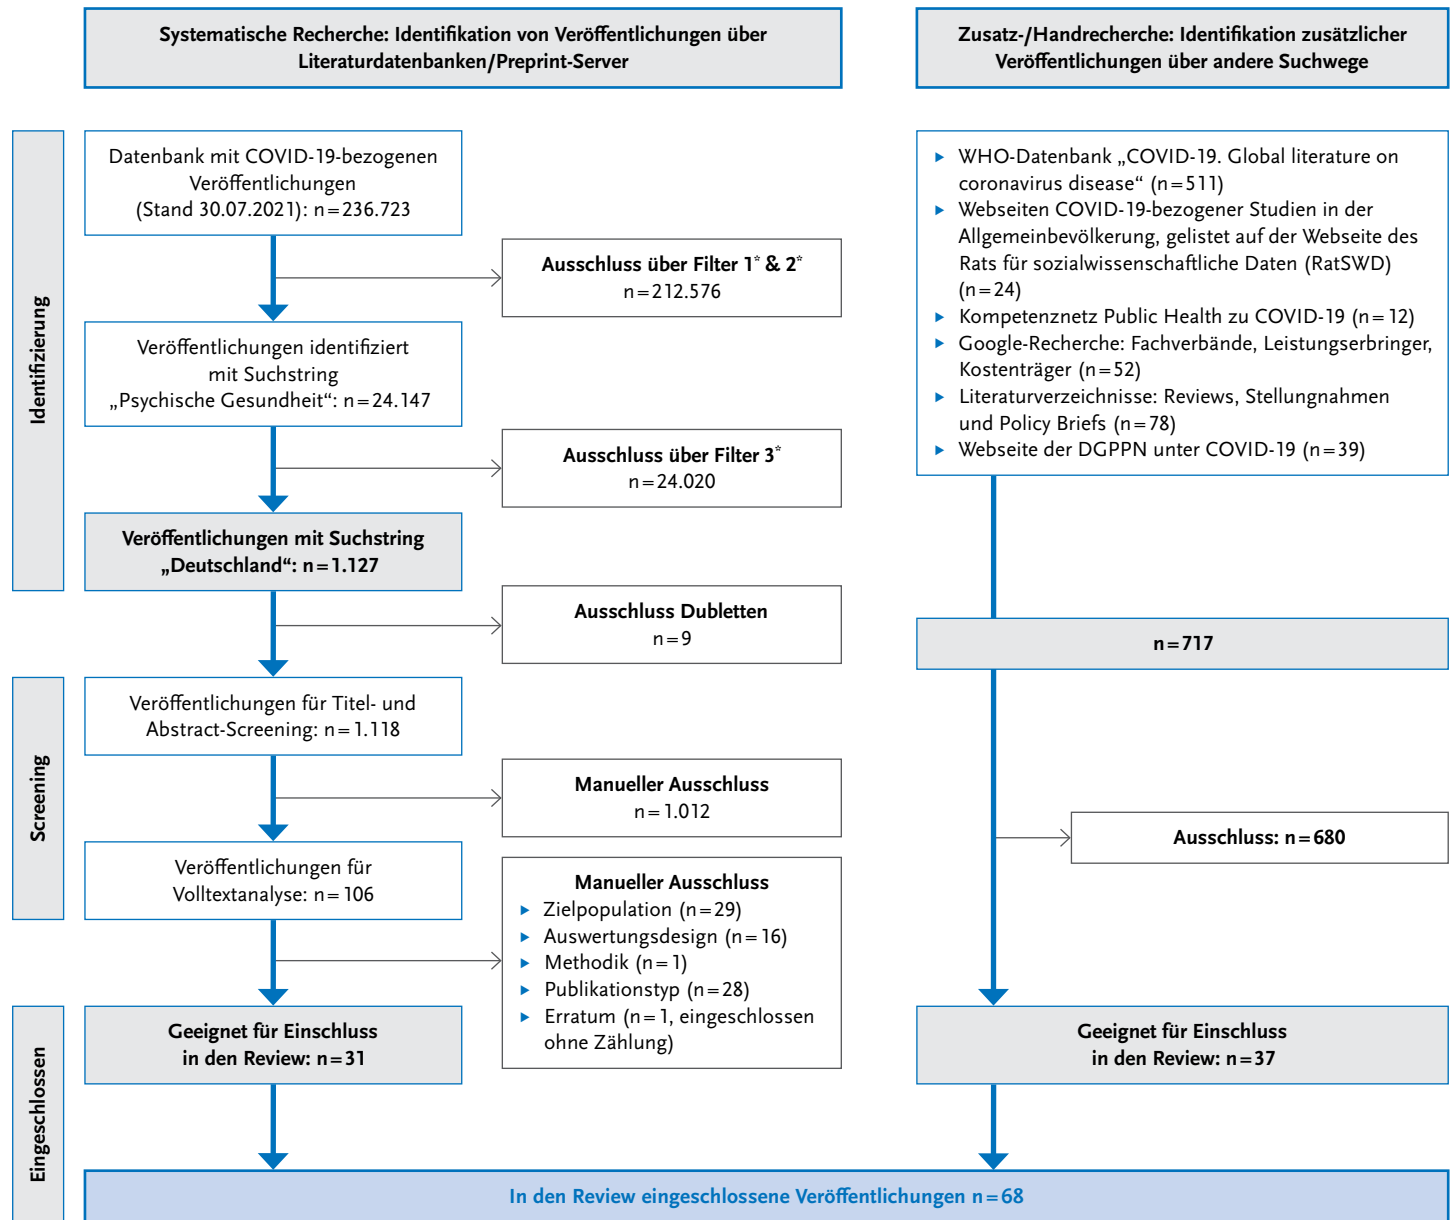 Systematische Recherche: Identifikation von Veröffentlichungen über
Literaturdatenbanken/Preprint-Server
Zusatz-/Handrecherche: Identifikation zusätzlicher
Veröffentlichungen über andere Suchwege
Identifizierung
Datenbank mit COVID-19-bezogenen
Veröffentlichungen
(Stand 30.07.2021): n=236.723
Ausschluss über Filter 1* & 2*
n=212.576
Veröffentlichungen identifiziert
mit Suchstring
„Psychische Gesundheit“: n=24.147
Ausschluss über Filter 3*
n=24.020
Veröffentlichungen mit Suchstring
„Deutschland“: n=1.127
Ausschluss Dubletten
n=9
▸ WHO-Datenbank „COVID-19. Global literature on
coronavirus disease“ (n=511)
▸ Webseiten COVID-19-bezogener Studien in der
Allgemeinbevölkerung, gelistet auf der Webseite des
Rats für sozialwissenschaftliche Daten (RatSWD)
(n=24)
▸ Kompetenznetz Public Health zu COVID-19 (n=12)
▸ Google-Recherche: Fachverbände, Leistungserbringer,
Kostenträger (n=52)
▸ Literaturverzeichnisse: Reviews, Stellungnahmen
und Policy Briefs (n=78)
▸ Webseite der DGPPN unter COVID-19 (n=39)
n=717
Screening
Veröffentlichungen für Titel- und
Abstract-Screening: n=1.118
Manueller Ausschluss
n=1.012
Veröffentlichungen für
Volltextanalyse: n=106
Manueller Ausschluss
▸ Zielpopulation (n=29)
▸ Auswertungsdesign (n=16)
▸ Methodik (n=1)
▸ Publikationstyp (n=28)
▸ Erratum (n=1, eingeschlossen
ohne Zählung)
Ausschluss: n=680
Eingeschlossen
Geeignet für Einschluss
in den Review: n=31
Geeignet für Einschluss
in den Review: n=37
In den Review eingeschlossene Veröffentlichungen n=68